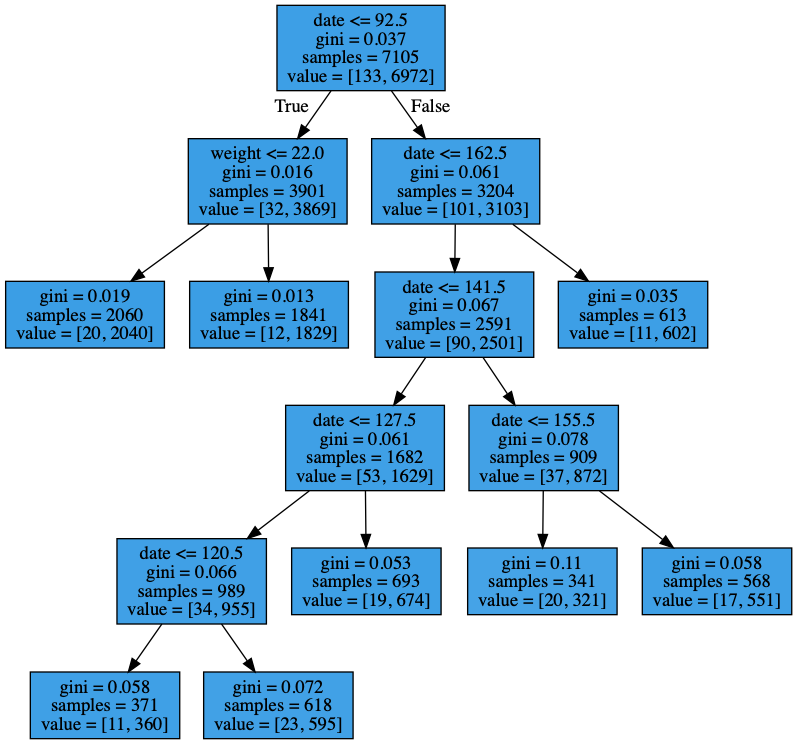 date <= 92.5
gini = 0.037
samples = 7105
value = [133, 6972]
True
False
weight <= 22.0
gini = 0.016
samples = 3901
value = [32, 3869]
date <= 162.5
gini = 0.061
samples = 3204
value = [101, 3103]
gini = 0.019
samples = 2060
value = [20, 2040]
gini = 0.013
samples = 1841
value = [12, 1829]
date <= 141.5
gini = 0.067
samples = 2591
value = [90, 2501]
gini = 0.035
samples = 613
value = [11, 602]
date <= 127.5
gini = 0.061
samples = 1682
value = [53, 1629]
date <= 155.5
gini = 0.078
samples = 909
value = [37, 872]
date <= 120.5
gini = 0.066
samples = 989
value = [34, 955]
gini = 0.053
samples = 693
value = [19, 674]
gini = 0.11
samples = 341
value = [20, 321]
gini = 0.058
samples = 568
value = [17, 551]
gini = 0.058
samples = 371
value = [11, 360]
gini = 0.072
samples = 618
value = [23, 595]